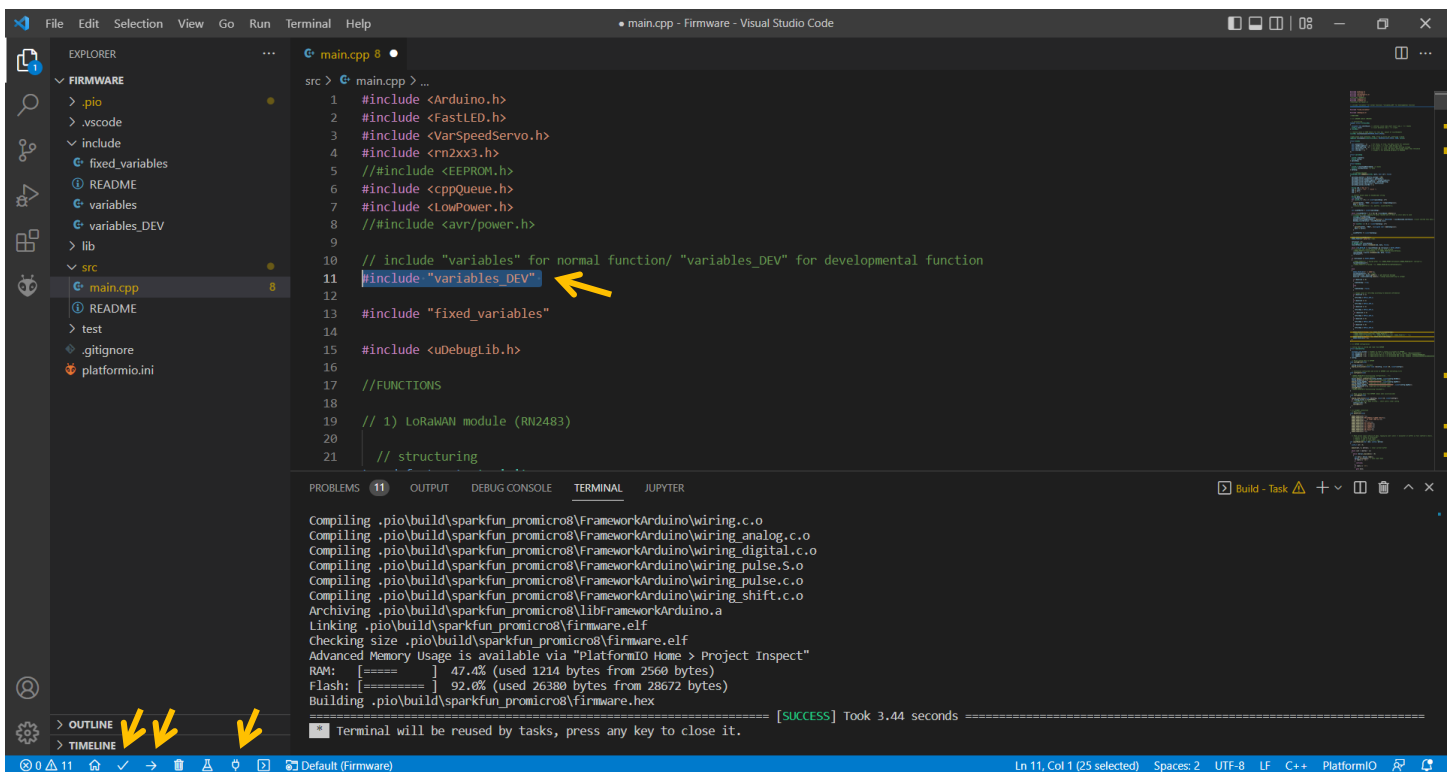 File Edit Selection View Go Run Terminal Help
● main.cpp - Firmware - Visual Studio Code
EXPLORER
1
FIRMWARE
.pio
.vscode
include
fixed_variables
README
variables
variables_DEV
lib
src
main.cpp 8
README
test
.gitignore
platformio.ini
OUTLINE
TIMELINE
main.cpp 8 ●
src > main.cpp > ...
1 #include <Arduino.h>
2 #include <FastLED.h>
3 #include <VarSpeedServo.h>
4 #include <rn2xx3.h>
5 //#include <EEPROM.h>
6 #include <cppQueue.h>
7 #include <LowPower.h>
8 //#include <avr/power.h>
9
10 // include "variables" for normal function/ "variables_DEV" for developmental function
11 #include "variables_DEV"
12
13 #include "fixed_variables"
14
15 #include <uDebugLib.h>
16
17 //FUNCTIONS
18
19 // 1) LoRaWAN module (RN2483)
20
21 // structuring
PROBLEMS 11 OUTPUT DEBUG CONSOLE TERMINAL JUPYTER
Build - Task
Compiling .pio\build\sparkfun_promicro8\FrameworkArduino\wiring.c.o
Compiling .pio\build\sparkfun_promicro8\FrameworkArduino\wiring_analog.c.o
Compiling .pio\build\sparkfun_promicro8\FrameworkArduino\wiring_digital.c.o
Compiling .pio\build\sparkfun_promicro8\FrameworkArduino\wiring_pulse.S.o
Compiling .pio\build\sparkfun_promicro8\FrameworkArduino\wiring_pulse.c.o
Compiling .pio\build\sparkfun_promicro8\FrameworkArduino\wiring_shift.c.o
Archiving .pio\build\sparkfun_promicro8\libFrameworkArduino.a
Linking .pio\build\sparkfun_promicro8\firmware.elf
Checking size .pio\build\sparkfun_promicro8\firmware.elf
Advanced Memory Usage is available via "PlatformIO Home > Project Inspect"
RAM: [===== ] 47.4% (used 1214 bytes from 2560 bytes)
Flash: [========= ] 92.0% (used 26380 bytes from 28672 bytes)
Building .pio\build\sparkfun_promicro8\firmware.hex
[SUCCESS] Took 3.44 seconds
* Terminal will be reused by tasks, press any key to close it.
0 11 Default (Firmware) Ln 11, Col 1 (25 selected) Spaces: 2 UTF-8 LF C++ PlatformIO